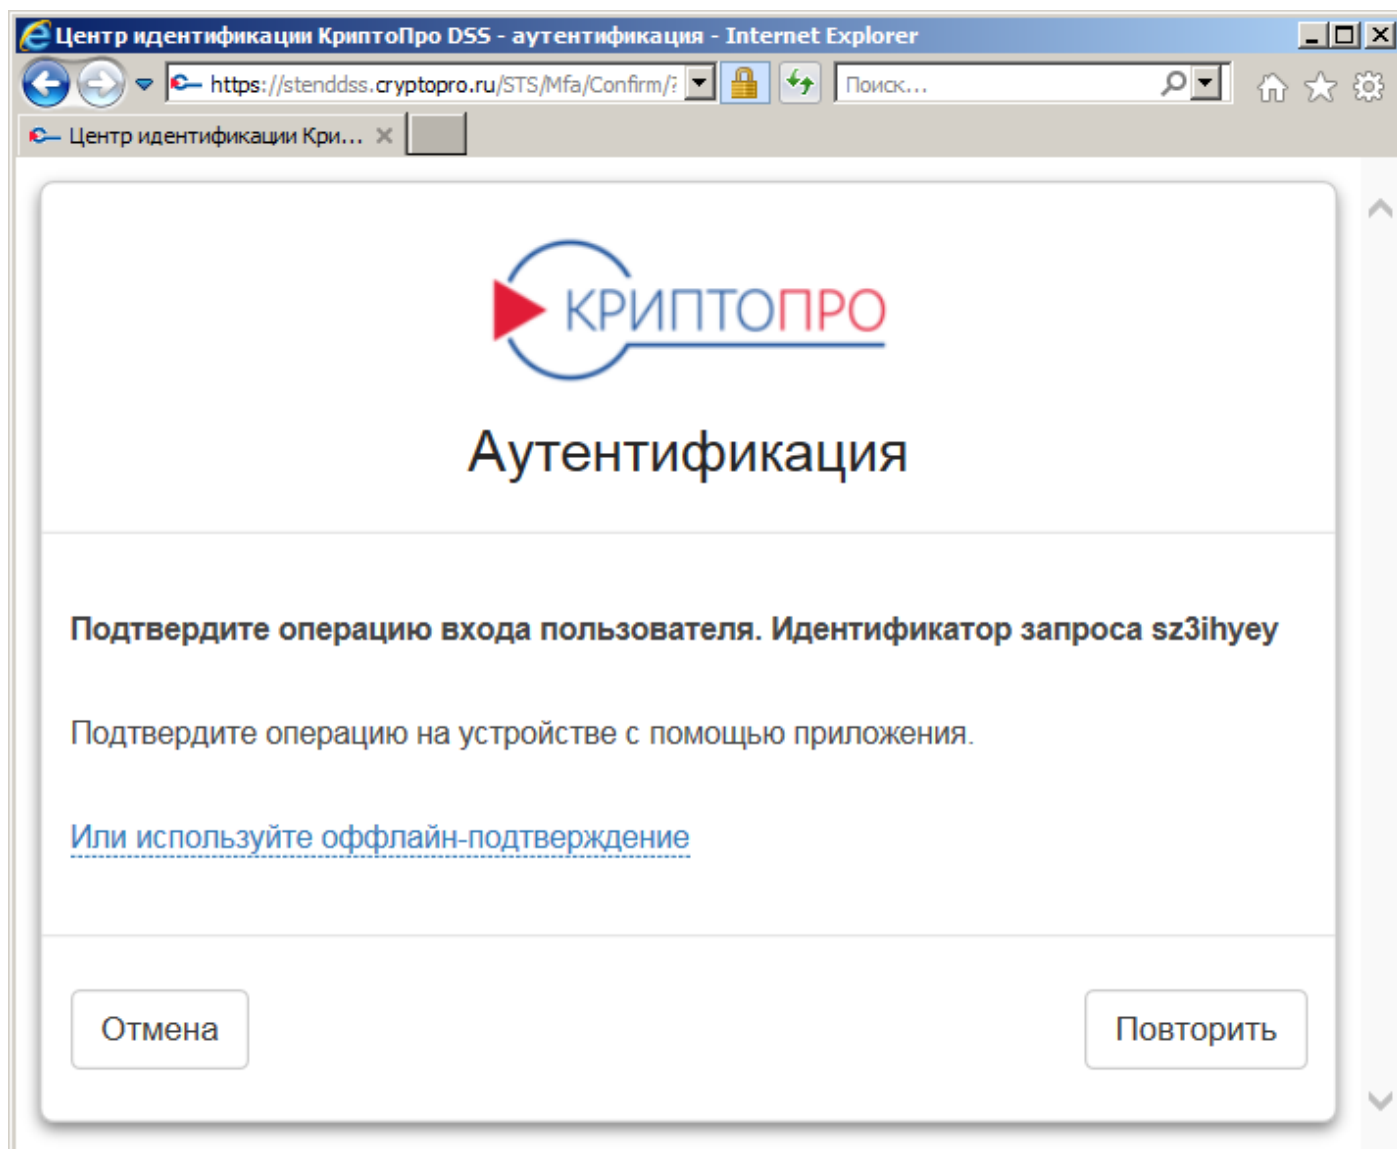 Центр идентификации КриптоПро DSS - аутентификация - Internet Explorer
https://stenddss.cryptopro.ru/STS/Mfa/Confirm/?
Поиск...
Центр идентификации Кри...
КРИПТОПРО
Аутентификация
Подтвердите операцию входа пользователя. Идентификатор запроса sz3ihyey
Подтвердите операцию на устройстве с помощью приложения.
Или используйте оффлайн-подтверждение
Отмена
Повторить